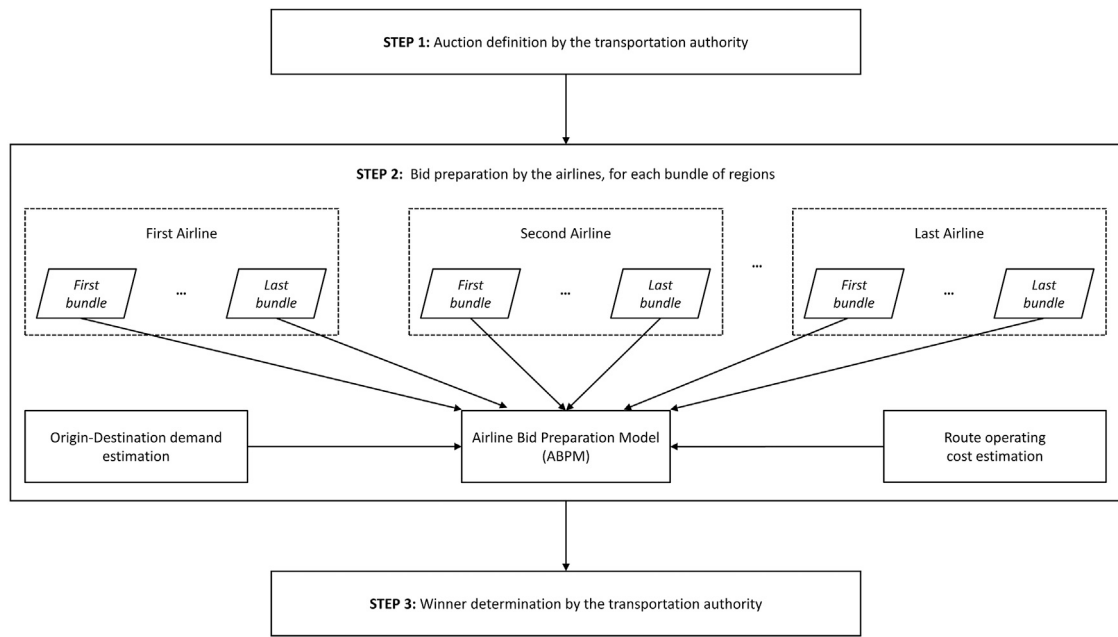 STEP 1: Auction definition by the transportation authority
STEP 2: Bid preparation by the airlines, for each bundle of regions
First Airline
Second Airline
Last Airline
First
bundle
...
Last
bundle
First
bundle
...
Last
bundle
...
First
bundle
...
Last
bundle
Origin-Destination demand
estimation
Airline Bid Preparation Model
(ABPM)
Route operating
cost estimation
STEP 3: Winner determination by the transportation authority